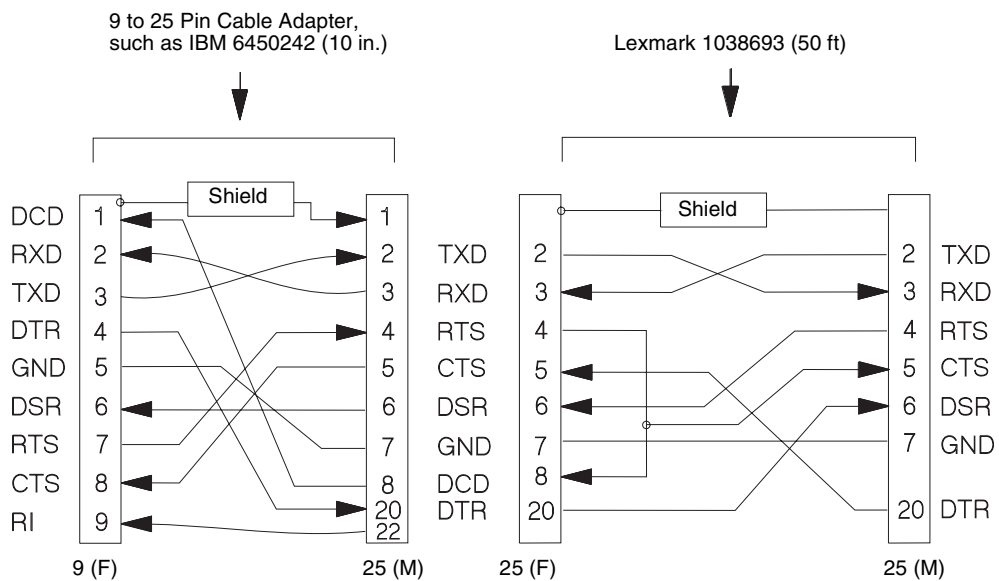 9 to 25 Pin Cable Adapter,
such as IBM 6450242 (10 in.)
Lexmark 1038693 (50 ft)
Shield
DCD 1 1
RXD 2 2
TXD 3 3
DTR 4 4
GND 5 5
DSR 6 6
RTS 7 7
CTS 8 8
RI 9 20
22
9 (F) 25 (M)
Shield
TXD 2 2 TXD
RXD 3 3 RXD
RTS 4 4 RTS
CTS 5 5 CTS
DSR 6 6 DSR
GND 7 7 GND
DCD 8
DTR 20 20 DTR
25 (F) 25 (M)